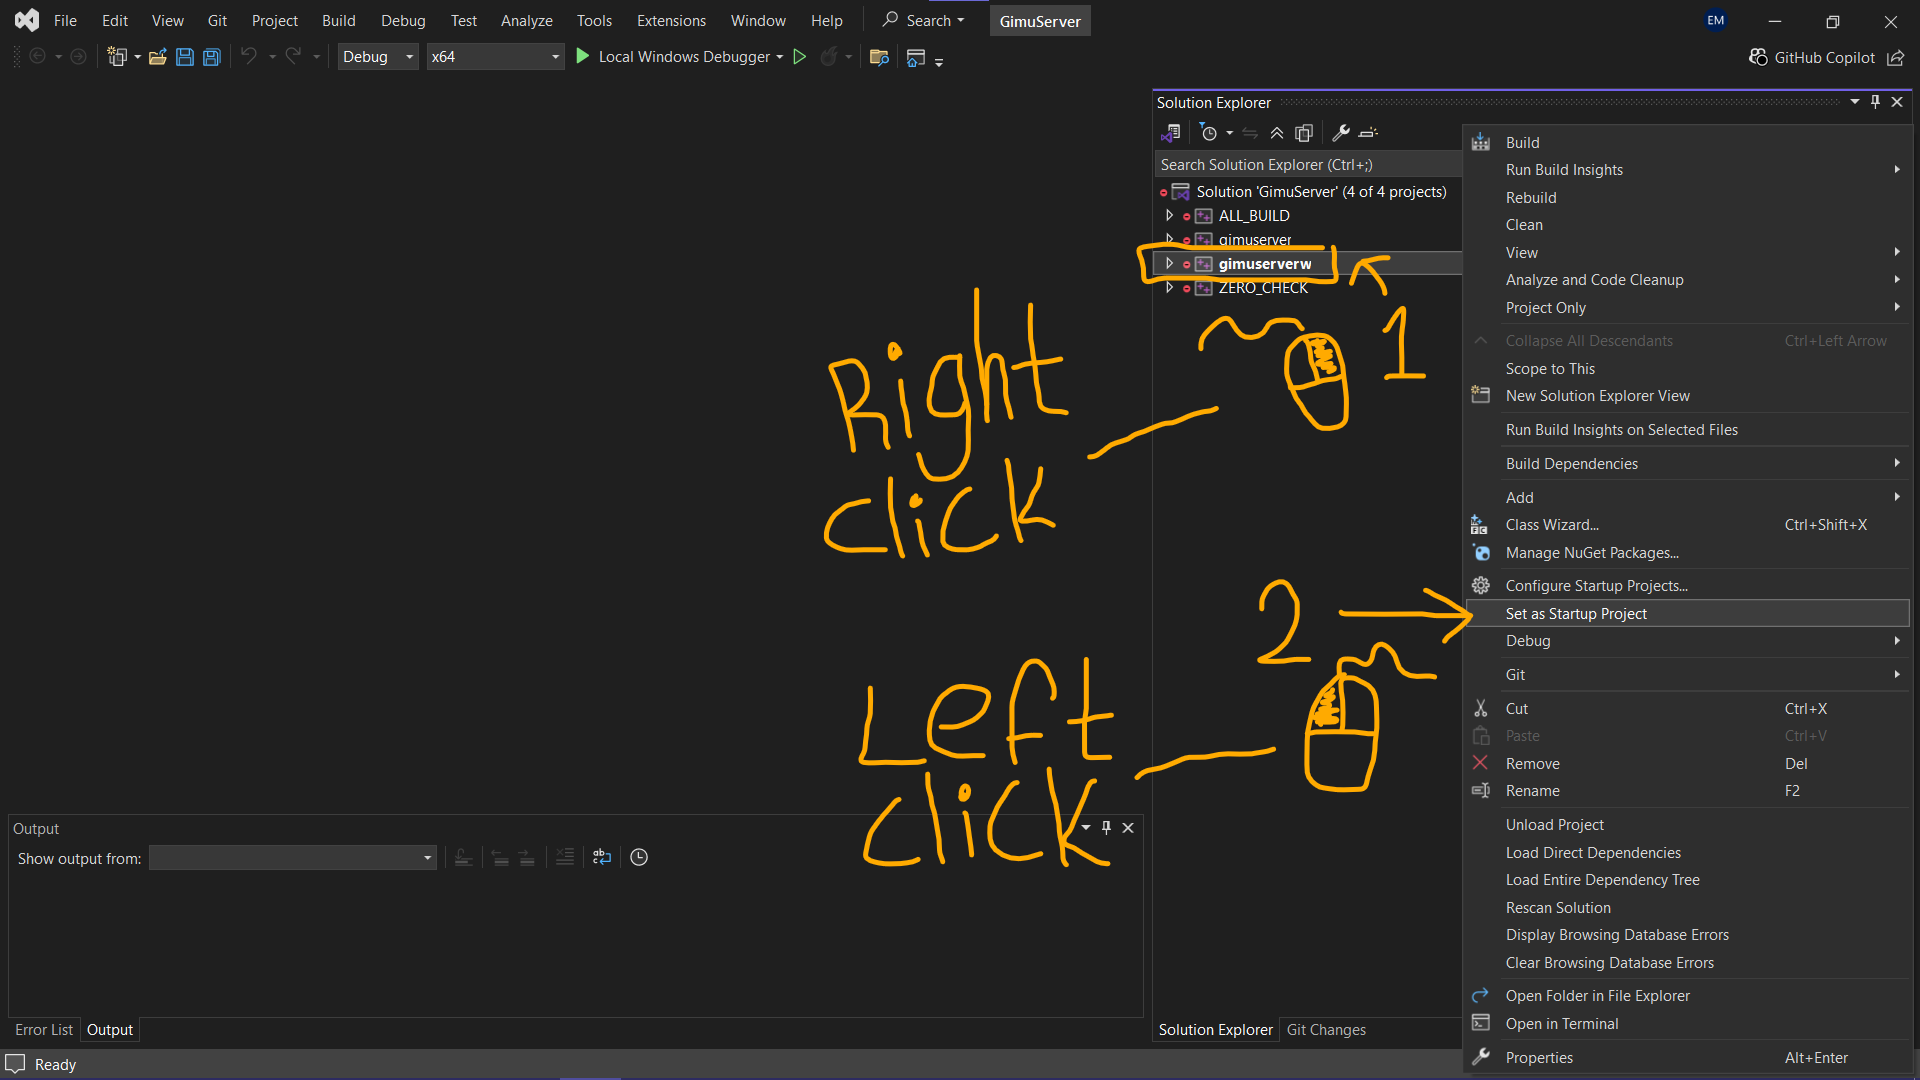 File Edit View Git Project Build Debug Test Analyze Tools Extensions Window Help Search GimuServer EM
Debug x64 Local Windows Debugger GitHub Copilot
Solution Explorer
Search Solution Explorer (Ctrl+;)
Solution 'GimuServer' (4 of 4 projects)
ALL_BUILD
gimuserver
gimuserverw
ZERO_CHECK
1
Right
click
2
Left
click
Build
Run Build Insights
Rebuild
Clean
View
Analyze and Code Cleanup
Project Only
Collapse All Descendants Ctrl+Left Arrow
Scope to This
New Solution Explorer View
Run Build Insights on Selected Files
Build Dependencies
Add
Class Wizard... Ctrl+Shift+X
Manage NuGet Packages...
Configure Startup Projects...
Set as Startup Project
Debug
Git
Cut Ctrl+X
Paste Ctrl+V
Remove Del
Rename F2
Unload Project
Load Direct Dependencies
Load Entire Dependency Tree
Rescan Solution
Display Browsing Database Errors
Clear Browsing Database Errors
Open Folder in File Explorer
Open in Terminal
Properties Alt+Enter
Output
Show output from:
Error List Output
Solution Explorer Git Changes
Ready